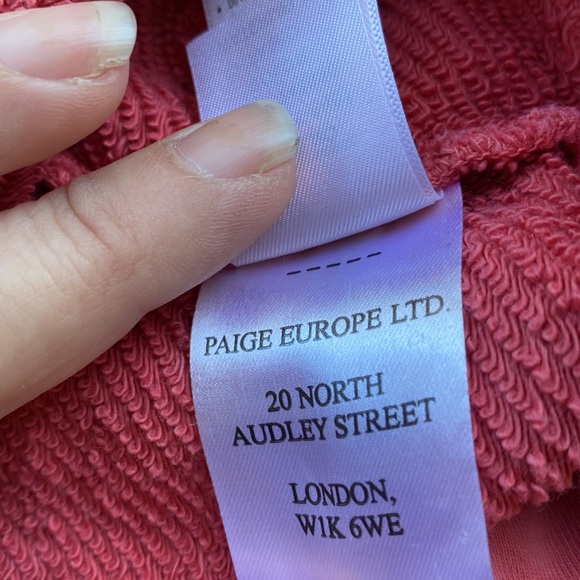 -----
PAIGE EUROPE LTD.
20 NORTH
AUDLEY STREET
LONDON,
W1K 6WE